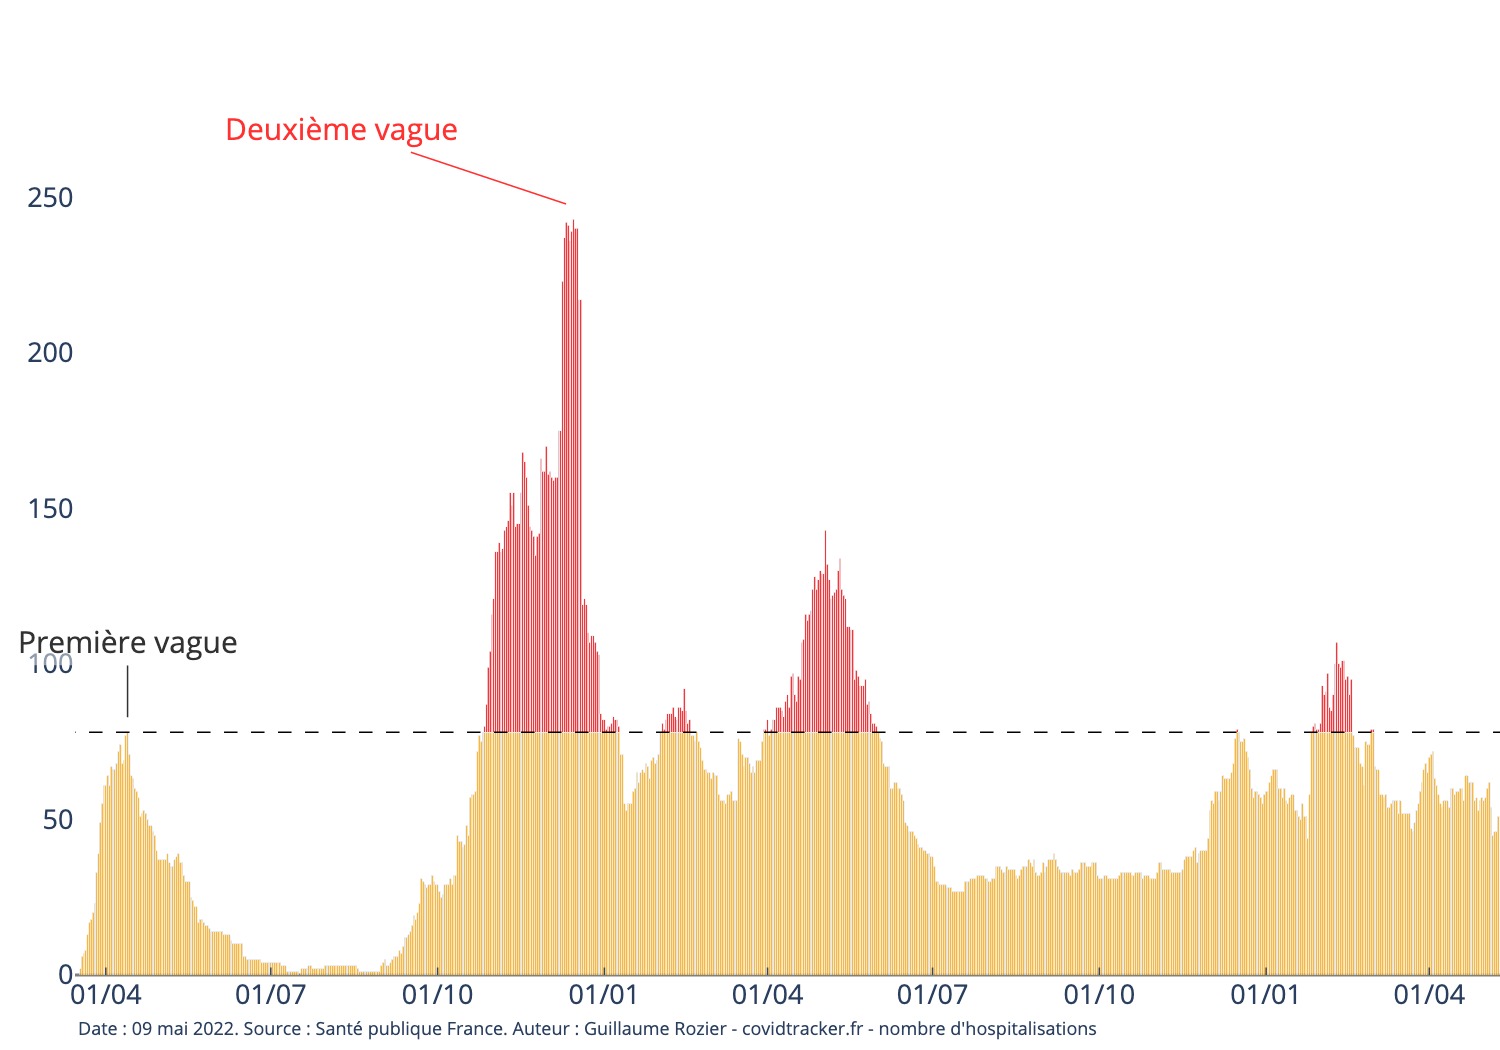 Deuxième vague
250
200
150
Première vague
100
50
0
01/04 01/07 01/10 01/01 01/04 01/07 01/10 01/01 01/04
Date : 09 mai 2022. Source : Santé publique France. Auteur : Guillaume Rozier - covidtracker.fr - nombre d'hospitalisations